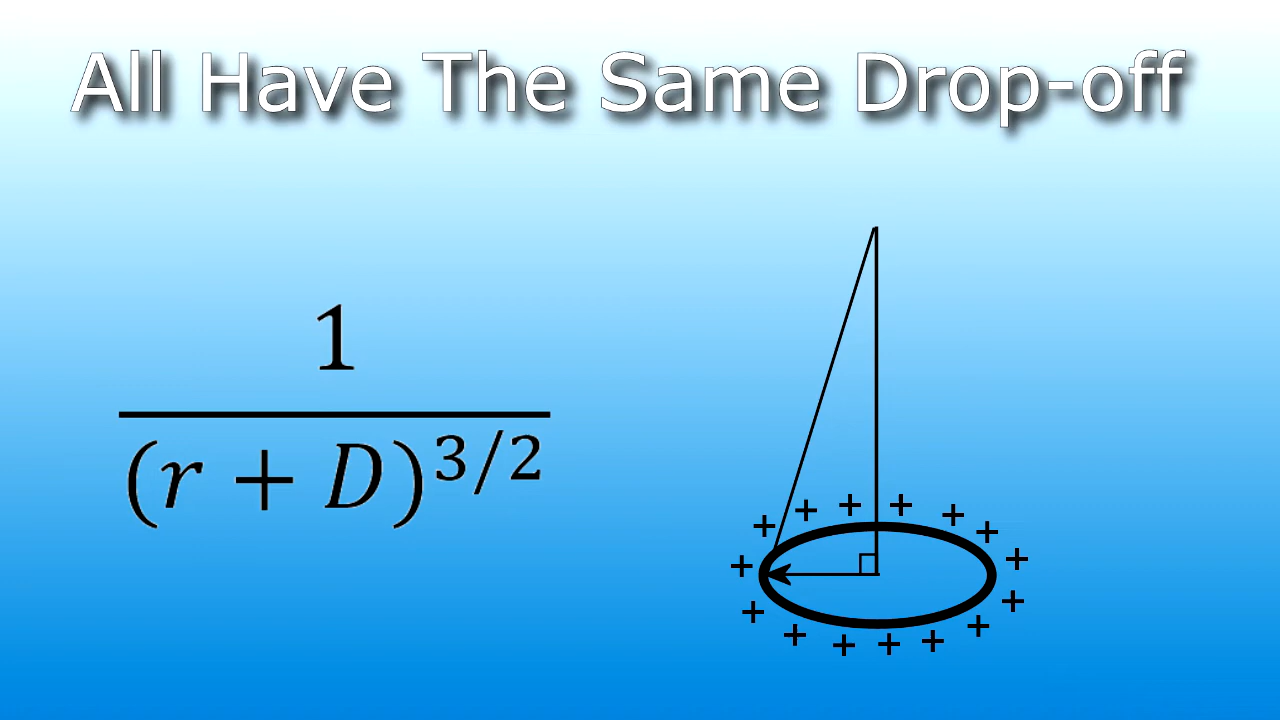 All Have The Same Drop-off
1
(r + D)^3/2
+ + + + + + + + + + + + + + + + +